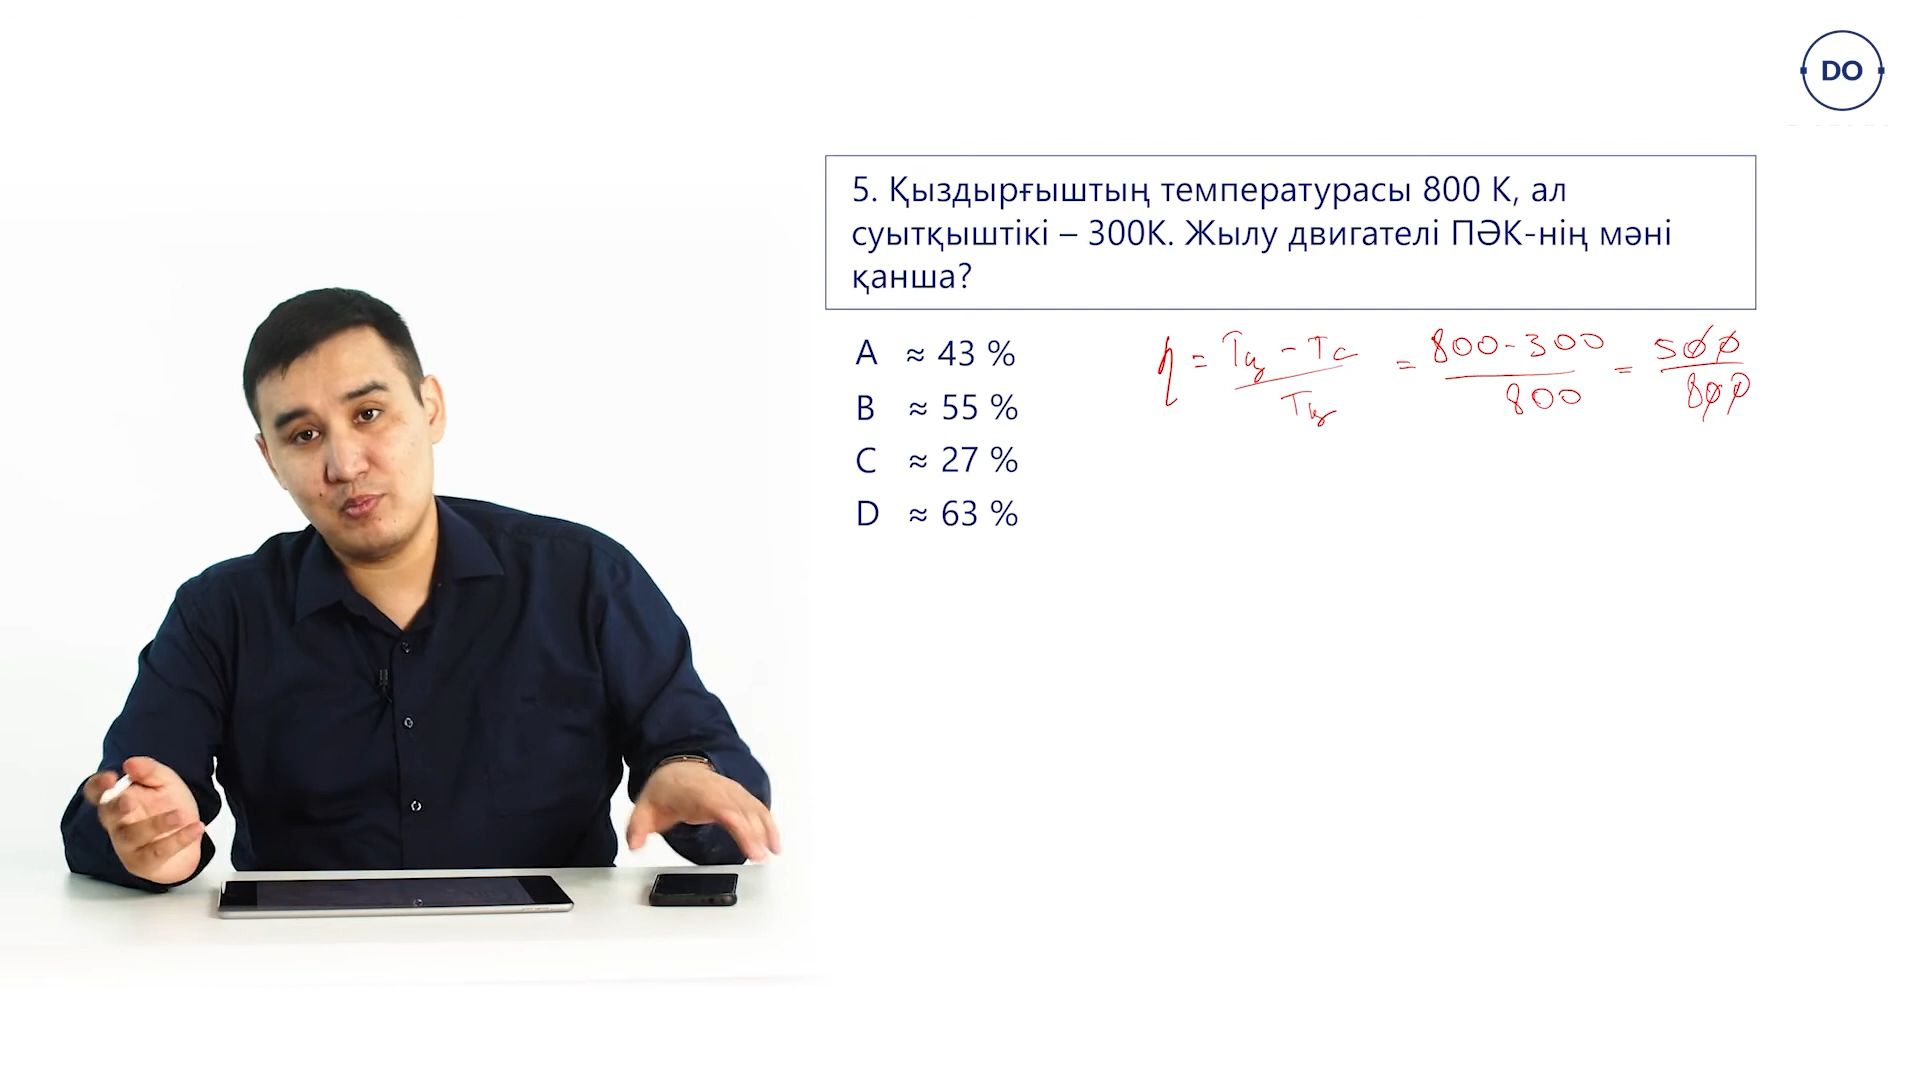 DO
5. Қыздырғыштың температурасы 800 К, ал
суытқыштікі – 300К. Жылу двигателі ПӘК-нің мәні
қанша?
A ≈ 43 %
B ≈ 55 %
C ≈ 27 %
D ≈ 63 %
η = (Tқ - Tс) / Tқ = (800-300) / 800 = 500 / 800